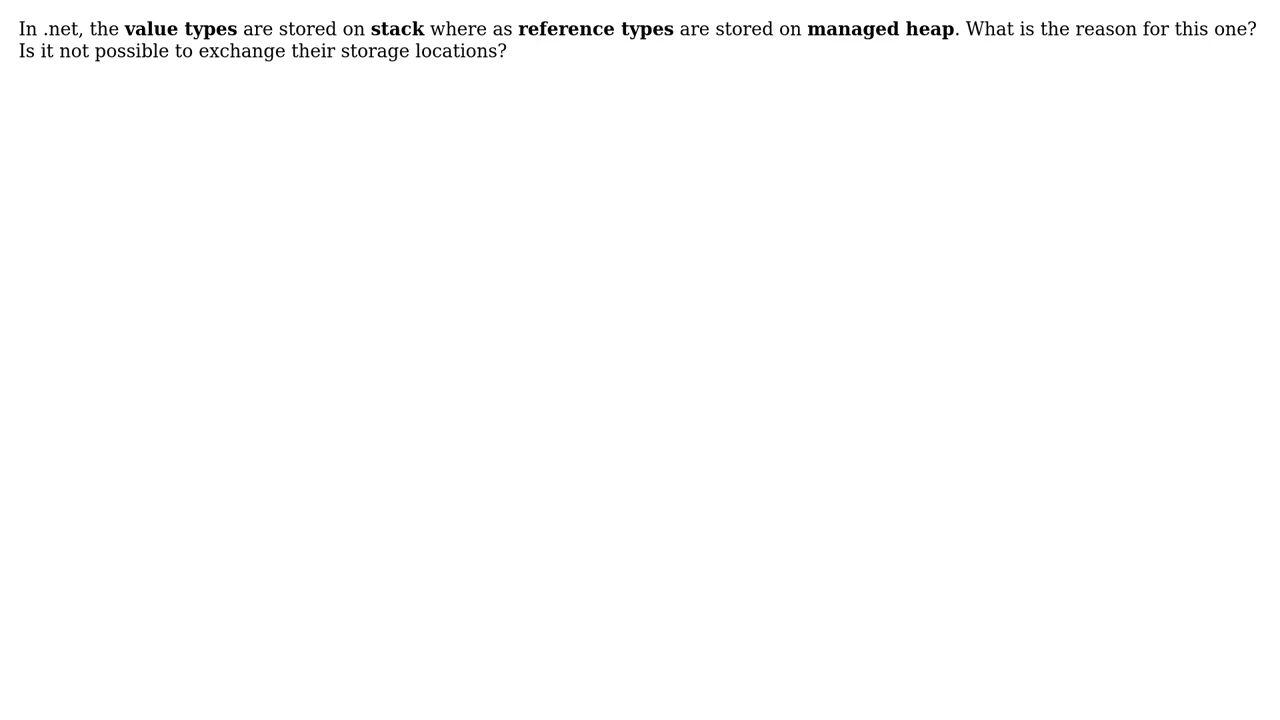 In .net, the value types are stored on stack where as reference types are stored on managed heap. What is the reason for this one?
Is it not possible to exchange their storage locations?